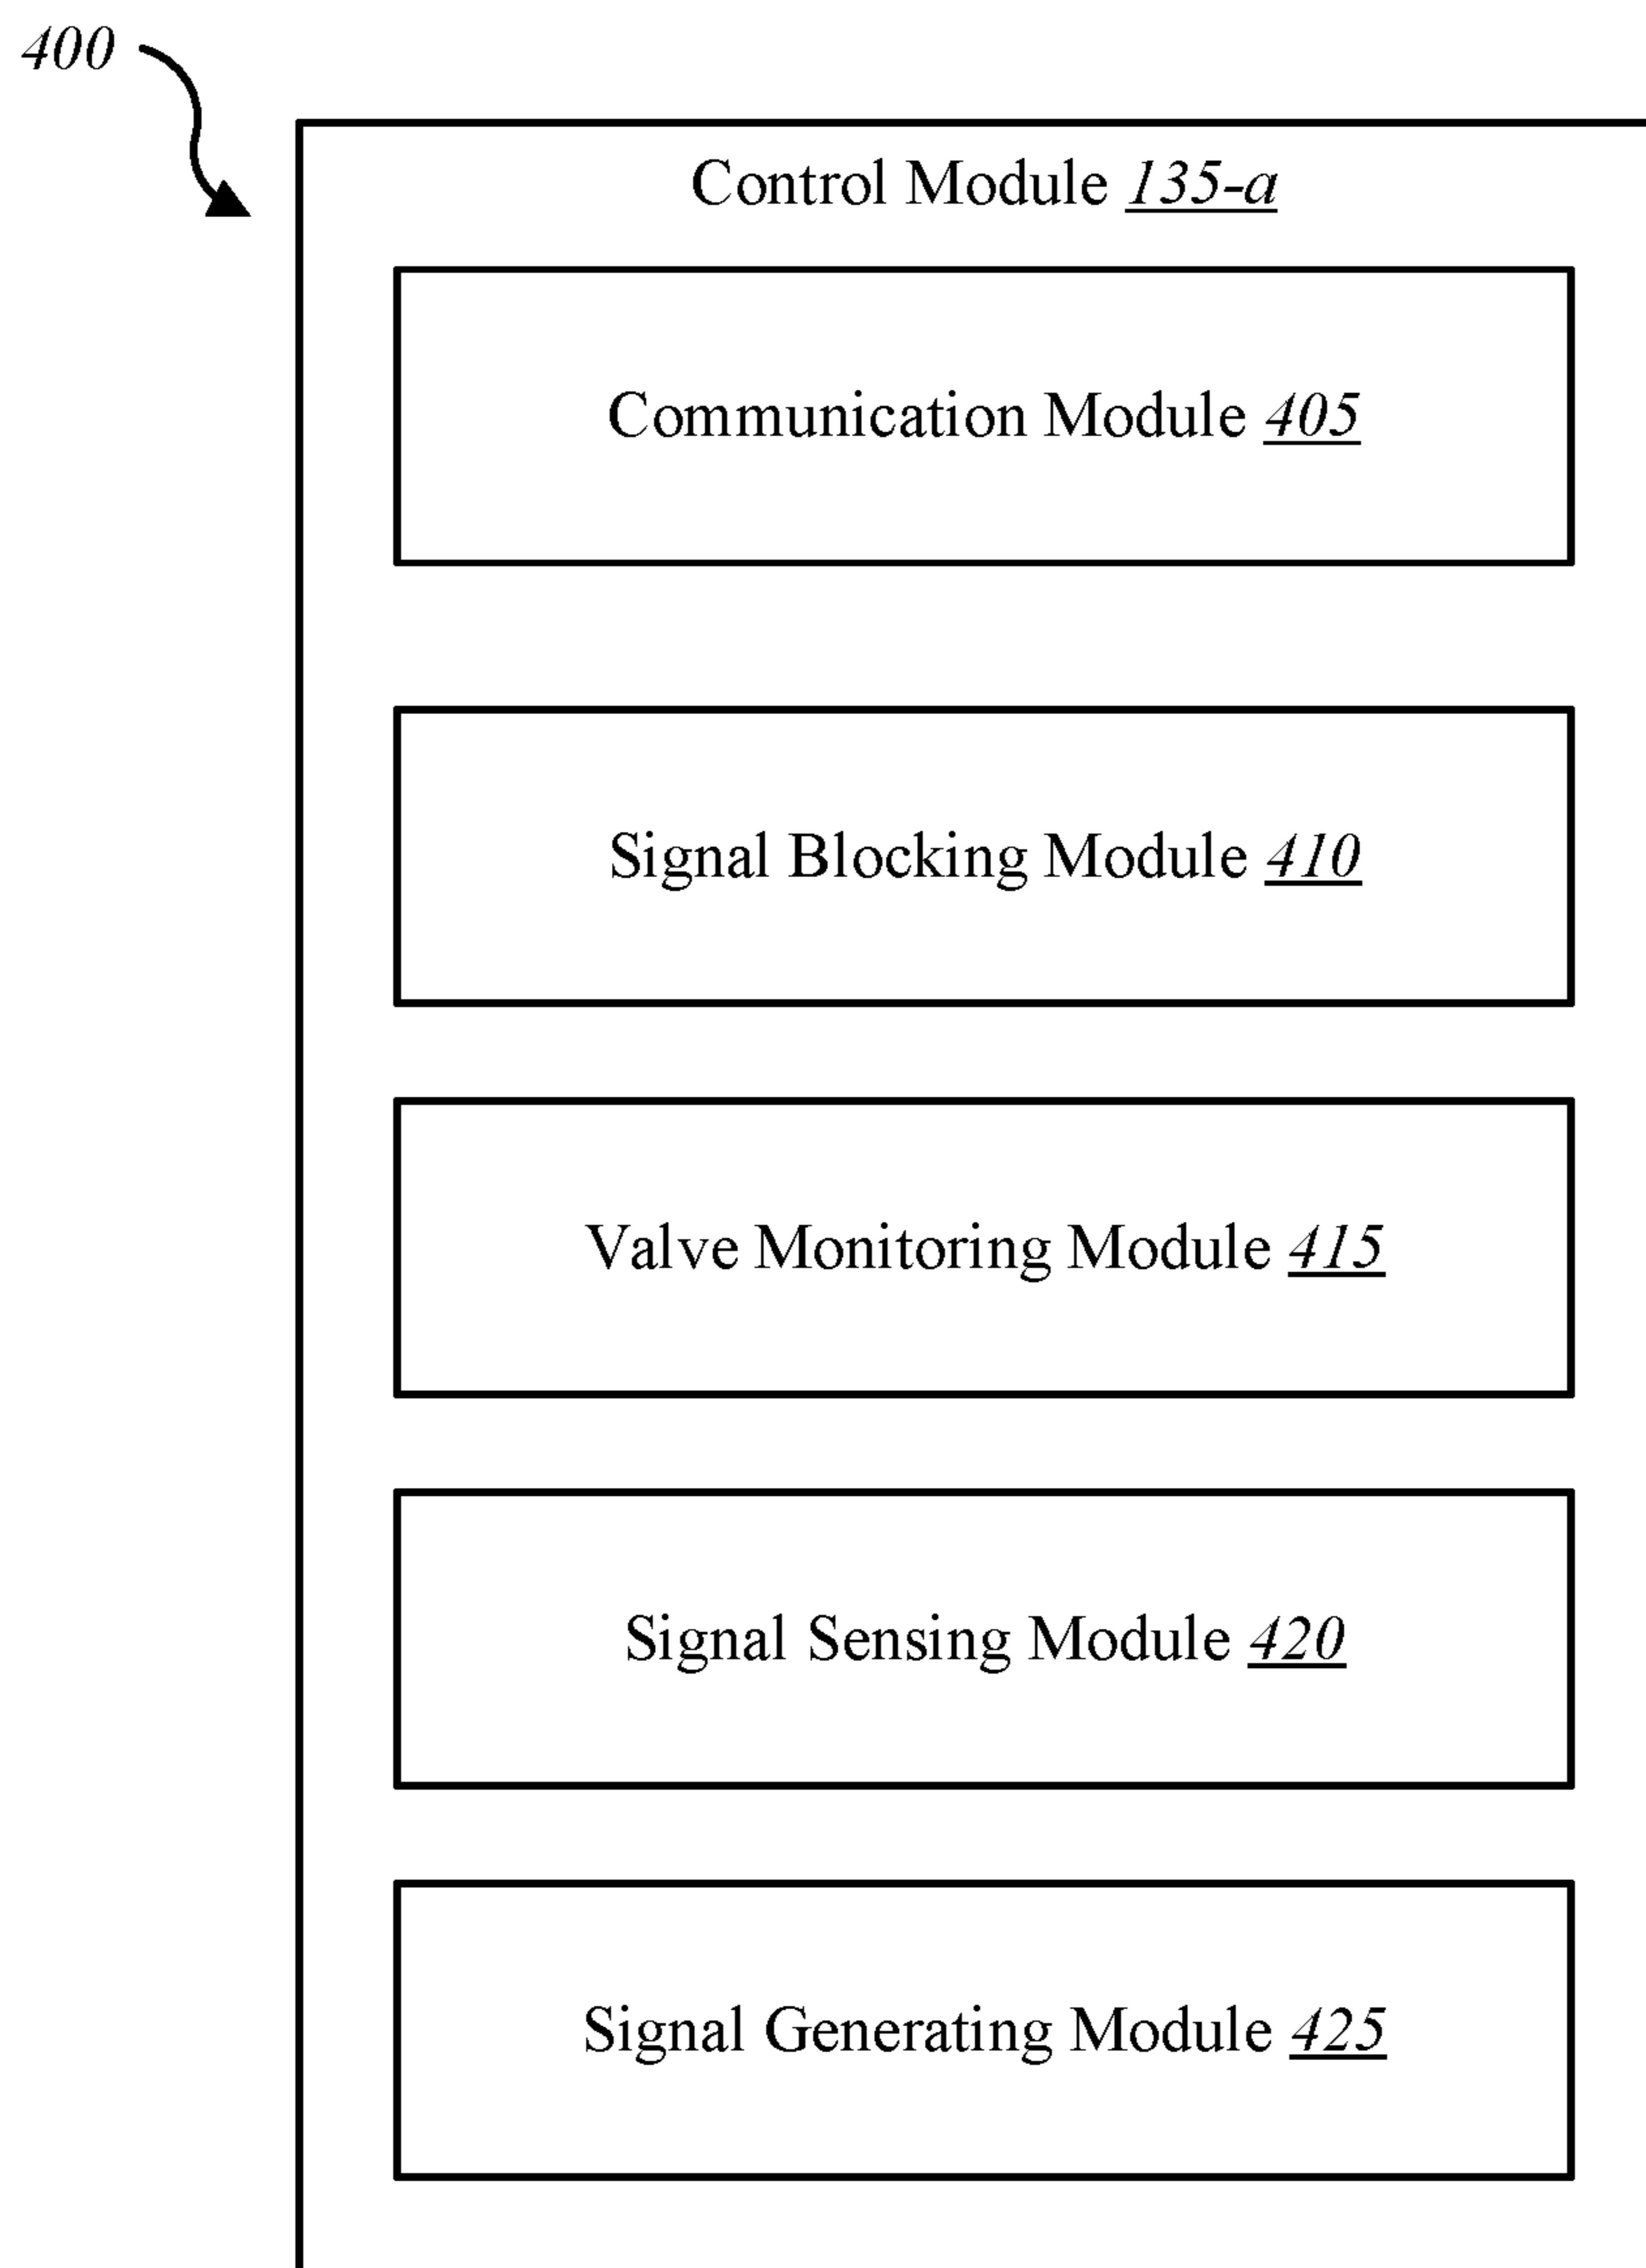 400
Control Module 135-a
Communication Module 405
Signal Blocking Module 410
Valve Monitoring Module 415
Signal Sensing Module 420
Signal Generating Module 425